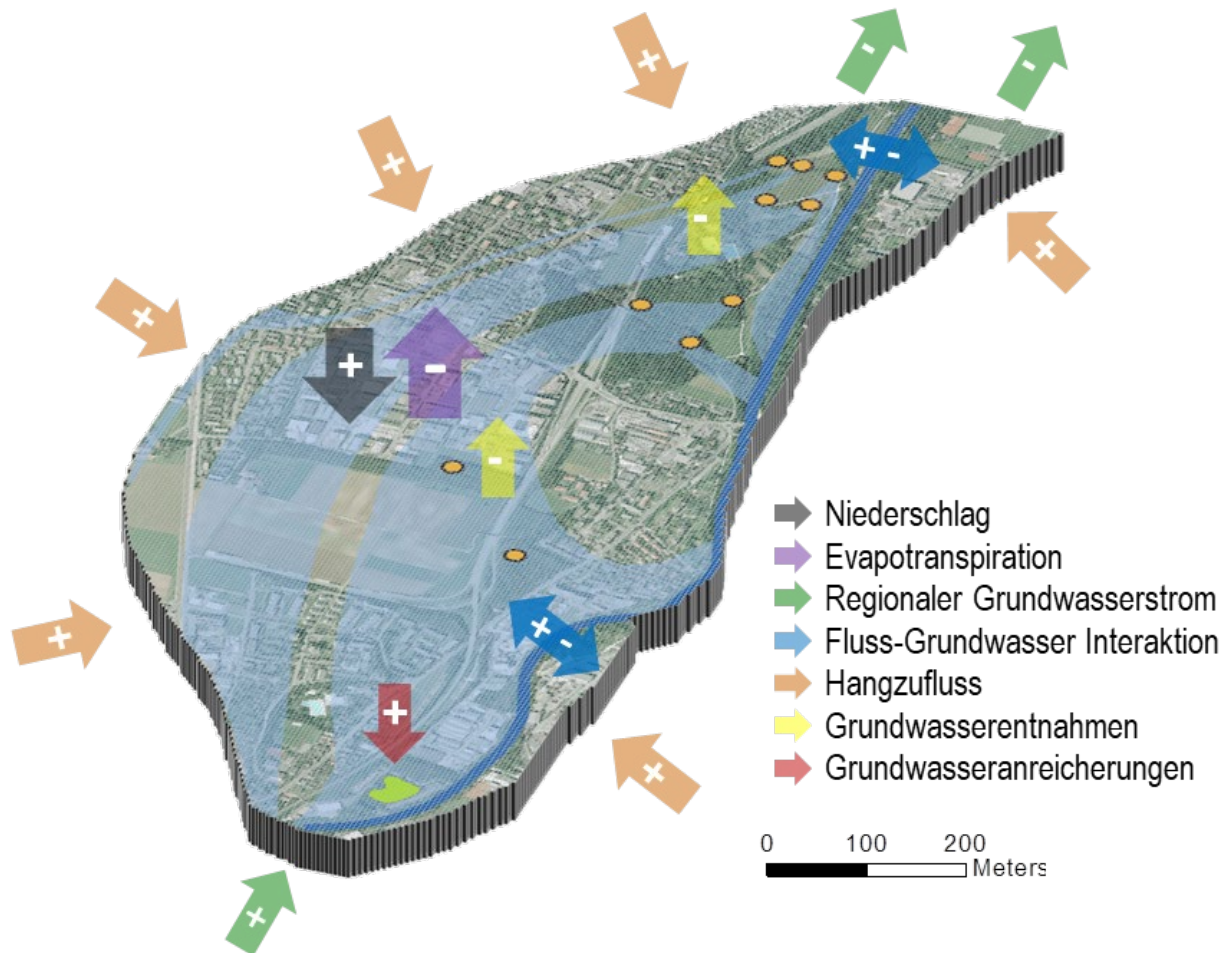 Niederschlag
Evapotranspiration
Regionaler Grundwasserstrom
Fluss-Grundwasser Interaktion
Hangzufluss
Grundwasserentnahmen
Grundwasseranreicherungen
0 100 200
Meters
+
-
-
+
+ -
-
+
+
+
-
+
-
+
+ -
+
+
+